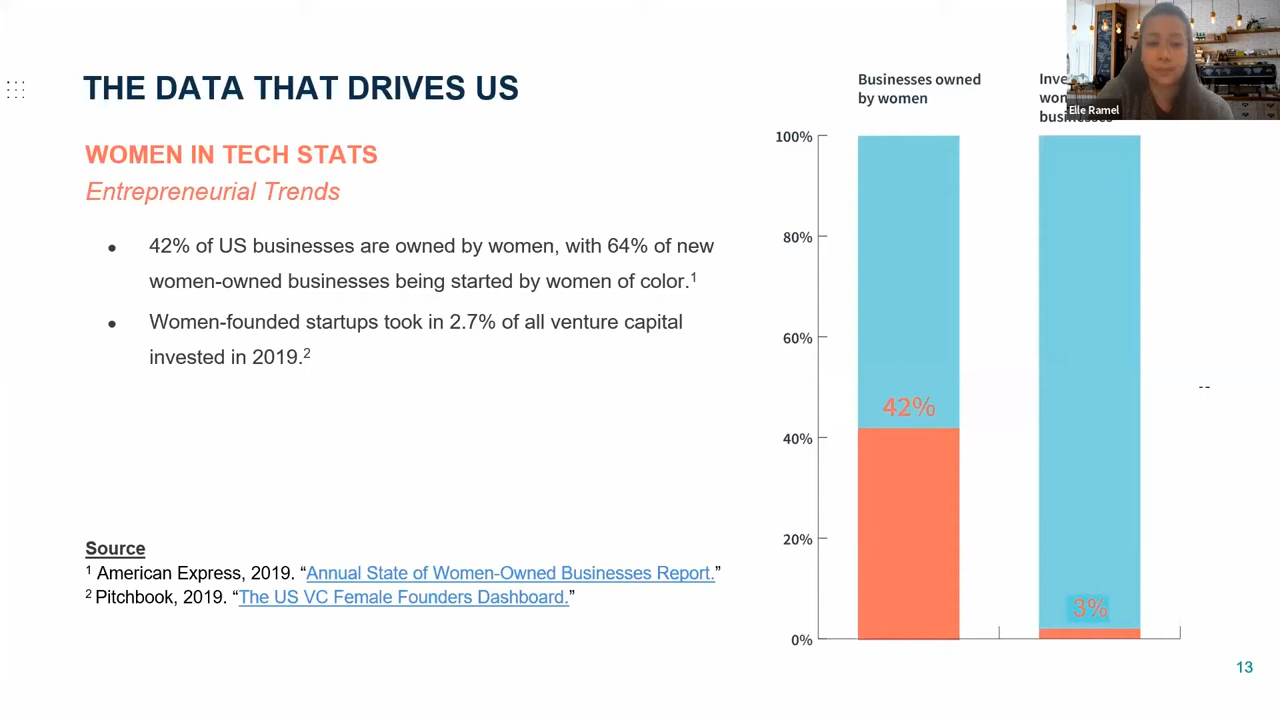 THE DATA THAT DRIVES US
WOMEN IN TECH STATS
Entrepreneurial Trends
• 42% of US businesses are owned by women, with 64% of new
women-owned businesses being started by women of color.¹
• Women-founded startups took in 2.7% of all venture capital
invested in 2019.²
Source
¹ American Express, 2019. “Annual State of Women-Owned Businesses Report.”
² Pitchbook, 2019. “The US VC Female Founders Dashboard.”
Businesses owned
by women
Elle Ramel
100%
80%
60%
40%
20%
0%
42%
3%
--
13